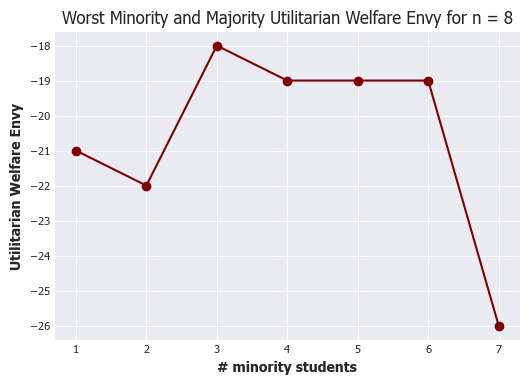 Worst Minority and Majority Utilitarian Welfare Envy for n = 8
−18
−19
−20
−21
−22
−23
−24
−25
−26
Utilitarian Welfare Envy
1 2 3 4 5 6 7
# minority students